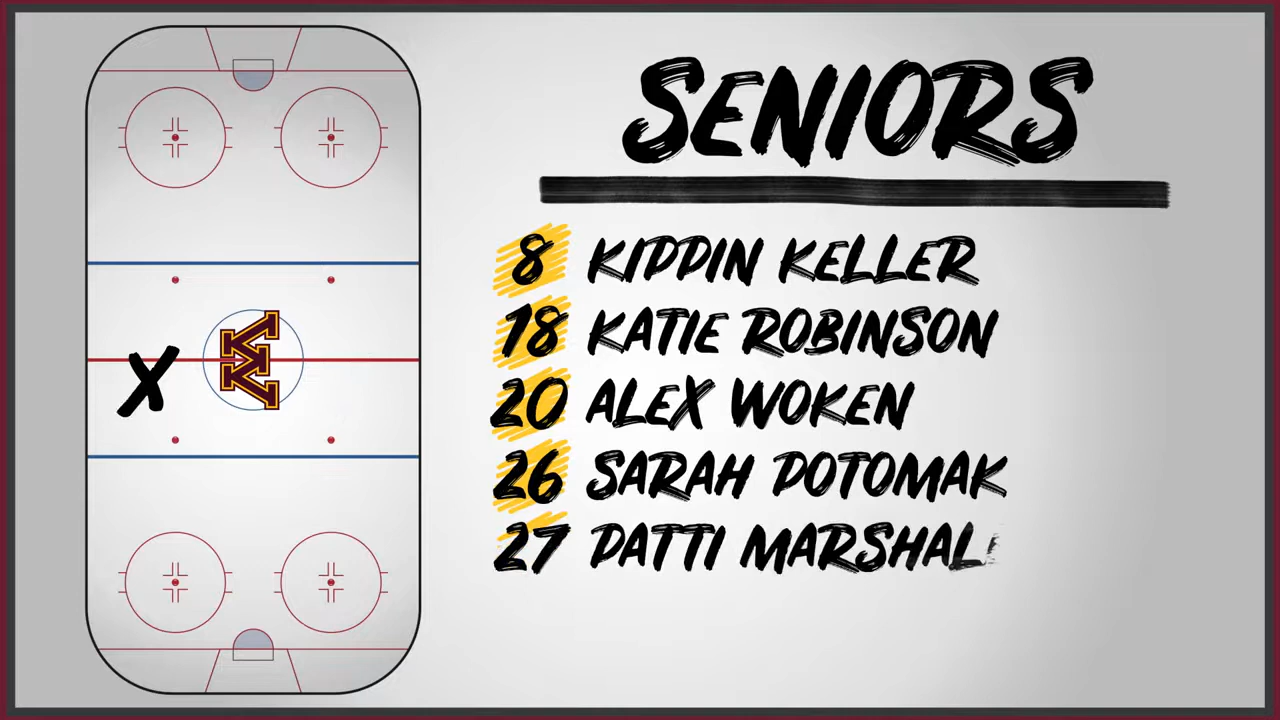 SENIORS
8 KIPPIN KELLER
18 KATIE ROBINSON
20 ALEX WOKEN
26 SARAH POTOMAK
27 PATTI MARSHAL
X
M